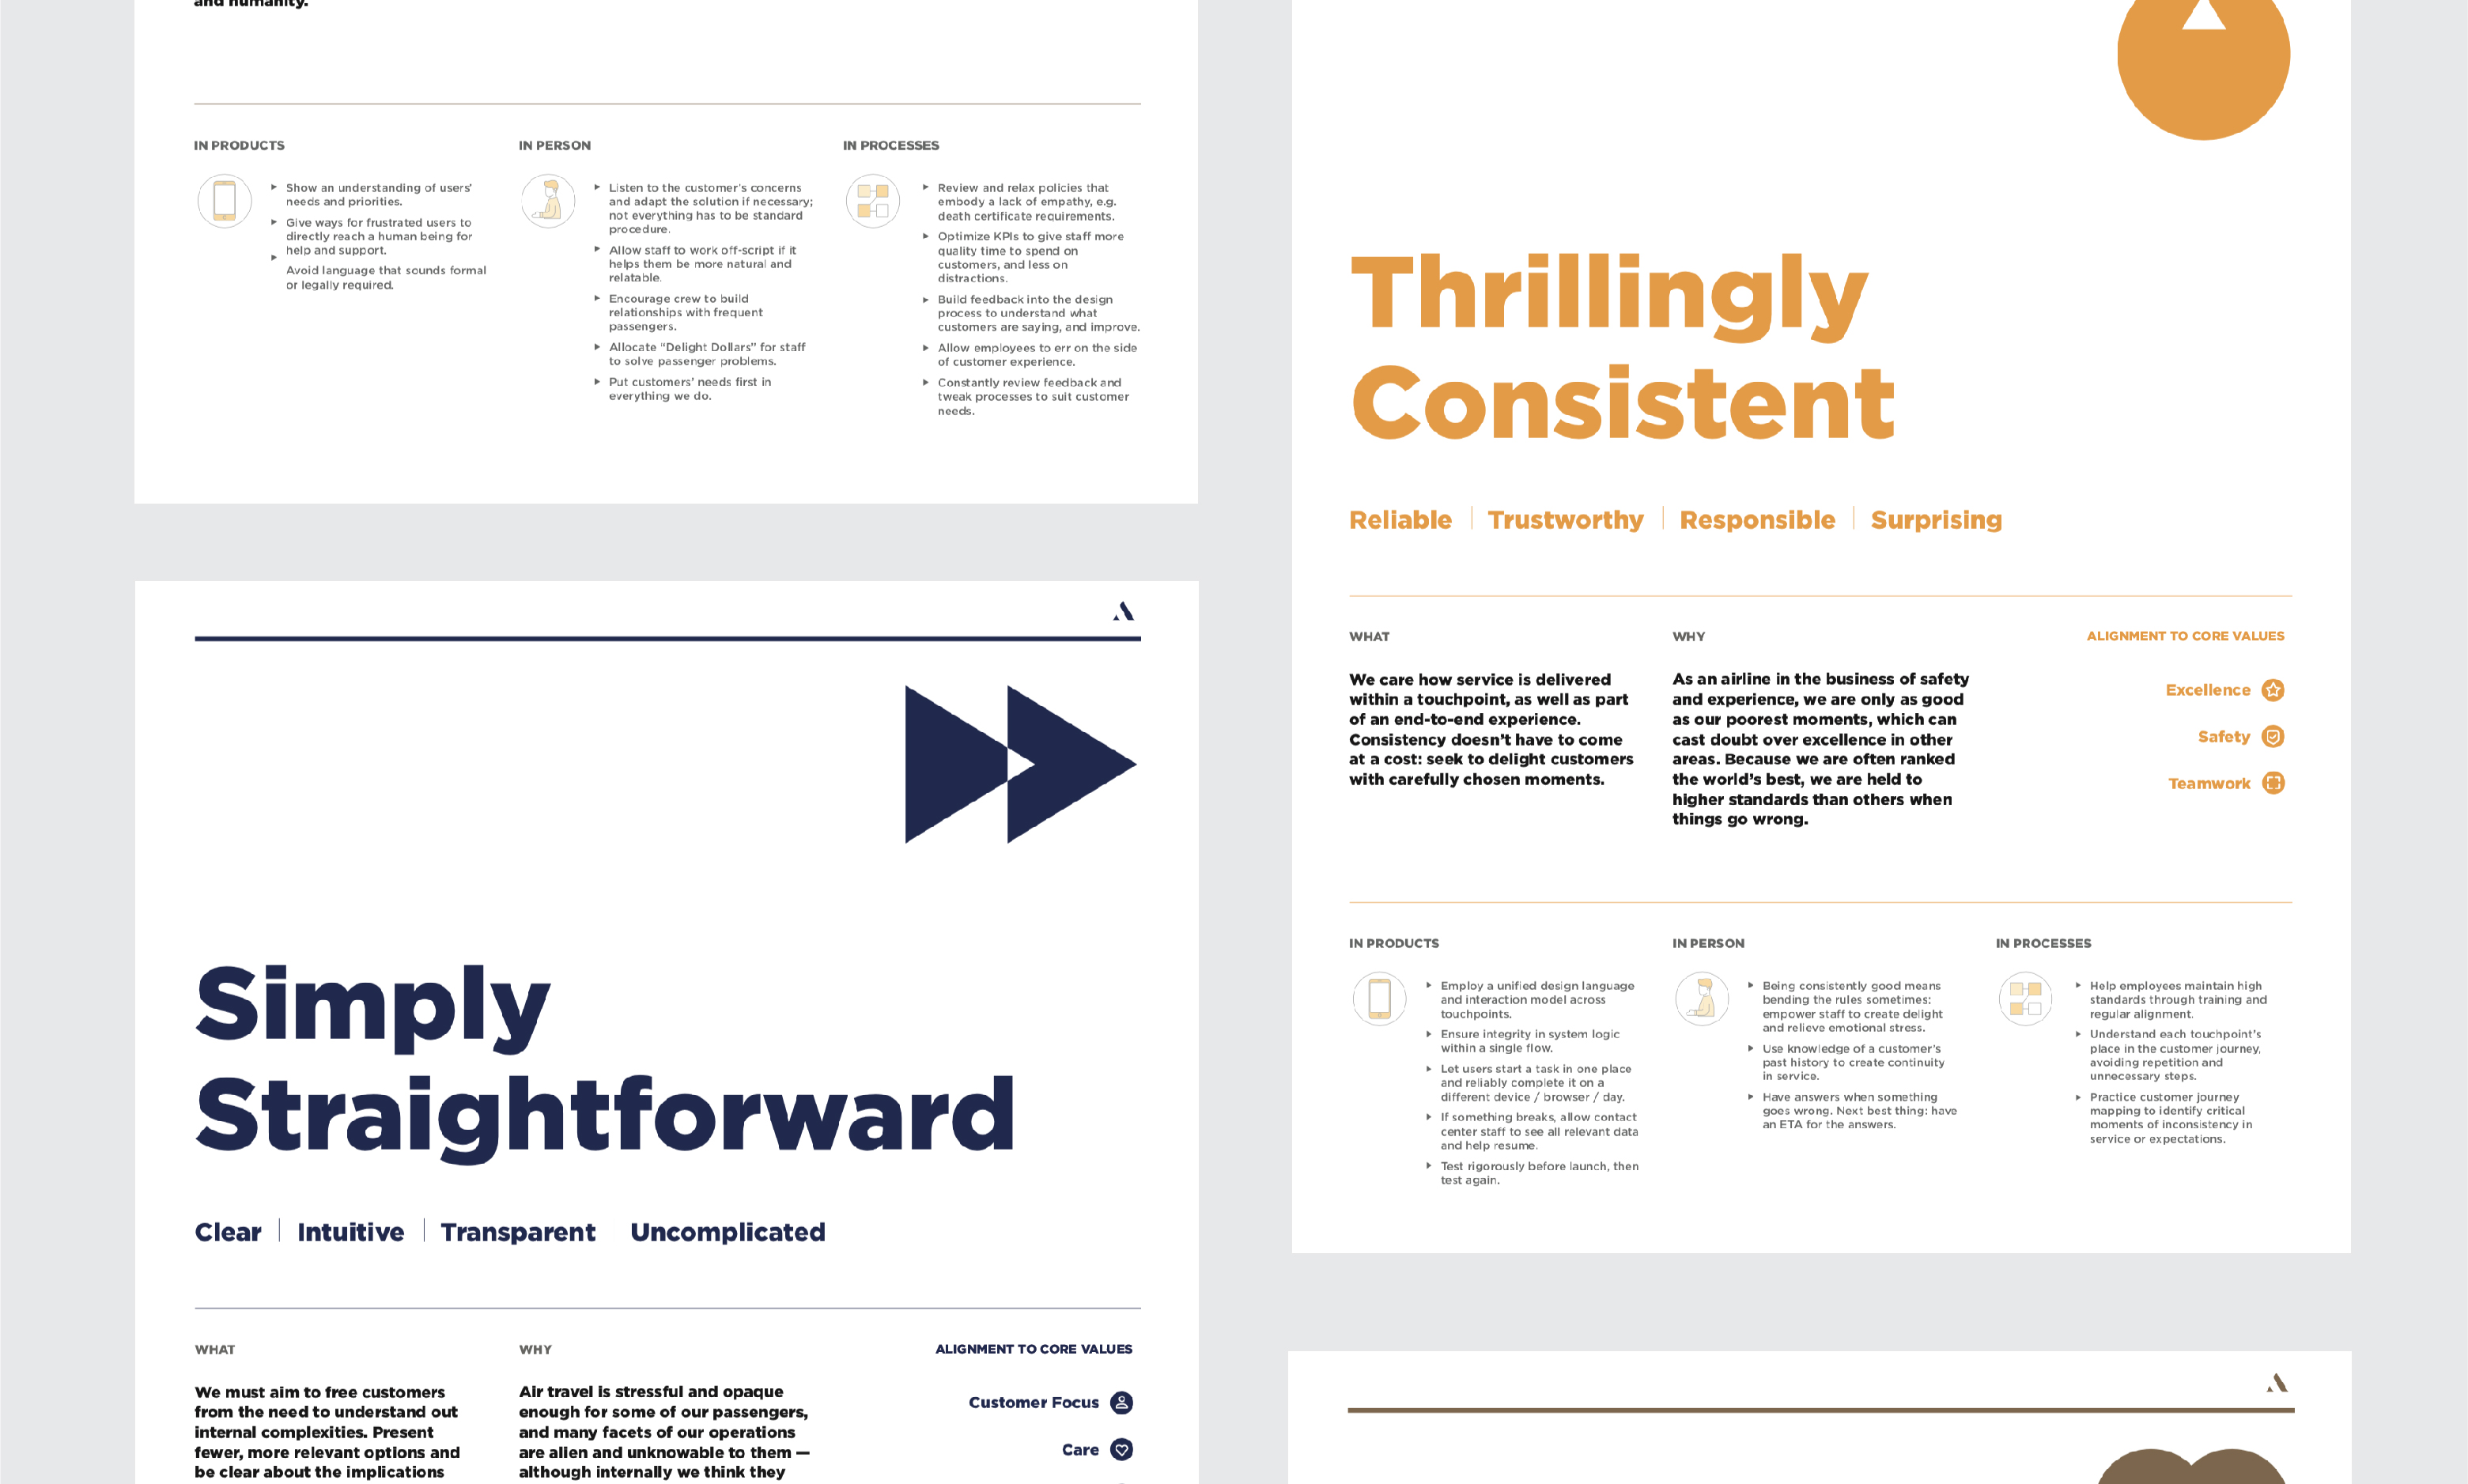 and humanity.
IN PRODUCTS
Show an understanding of users'
needs and priorities.
Give ways for frustrated users to
directly reach a human being for
help and support.
Avoid language that sounds formal
or legally required.
IN PERSON
Listen to the customer's concerns
and adapt the solution if necessary;
not everything has to be standard
procedure.
Allow staff to work off-script if it
helps them be more natural and
relatable.
Encourage crew to build
relationships with frequent
passengers.
Allocate “Delight Dollars” for staff
to solve passenger problems.
Put customers' needs first in
everything we do.
IN PROCESSES
Review and relax policies that
embody a lack of empathy, e.g.
death certificate requirements.
Optimize KPIs to give staff more
quality time to spend on
customers, and less on
distractions.
Build feedback into the design
process to understand what
customers are saying, and improve.
Allow employees to err on the side
of customer experience.
Constantly review feedback and
tweak processes to suit customer
needs.
Simply
Straightforward
Clear | Intuitive | Transparent Uncomplicated
WHAT
We must aim to free customers
from the need to understand out
internal complexities. Present
fewer, more relevant options and
be clear about the implications
WHY
Air travel is stressful and opaque
enough for some of our passengers,
and many facets of our operations
are alien and unknowable to them —
although internally we think they
ALIGNMENT TO CORE VALUES
Customer Focus
Care
Thrillingly
Consistent
Reliable | Trustworthy | Responsible | Surprising
WHAT
We care how service is delivered
within a touchpoint, as well as part
of an end-to-end experience.
Consistency doesn’t have to come
at a cost: seek to delight customers
with carefully chosen moments.
WHY
As an airline in the business of safety
and experience, we are only as good
as our poorest moments, which can
cast doubt over excellence in other
areas. Because we are often ranked
the world’s best, we are held to
higher standards than others when
things go wrong.
ALIGNMENT TO CORE VALUES
Excellence
Safety
Teamwork
IN PRODUCTS
Employ a unified design language
and interaction model across
touchpoints.
Ensure integrity in system logic
within a single flow.
Let users start a task in one place
and reliably complete it on a
different device / browser / day.
If something breaks, allow contact
center staff to see all relevant data
and help resume.
Test rigorously before launch, then
test again.
IN PERSON
Being consistently good means
bending the rules sometimes:
empower staff to create delight
and relieve emotional stress.
Use knowledge of a customer's
past history to create continuity
in service.
Have answers when something
goes wrong. Next best thing: have
an ETA for the answers.
IN PROCESSES
Help employees maintain high
standards through training and
regular alignment.
Understand each touchpoint's
place in the customer journey,
avoiding repetition and
unnecessary steps.
Practice customer journey
mapping to identify critical
moments of inconsistency in
service or expectations.